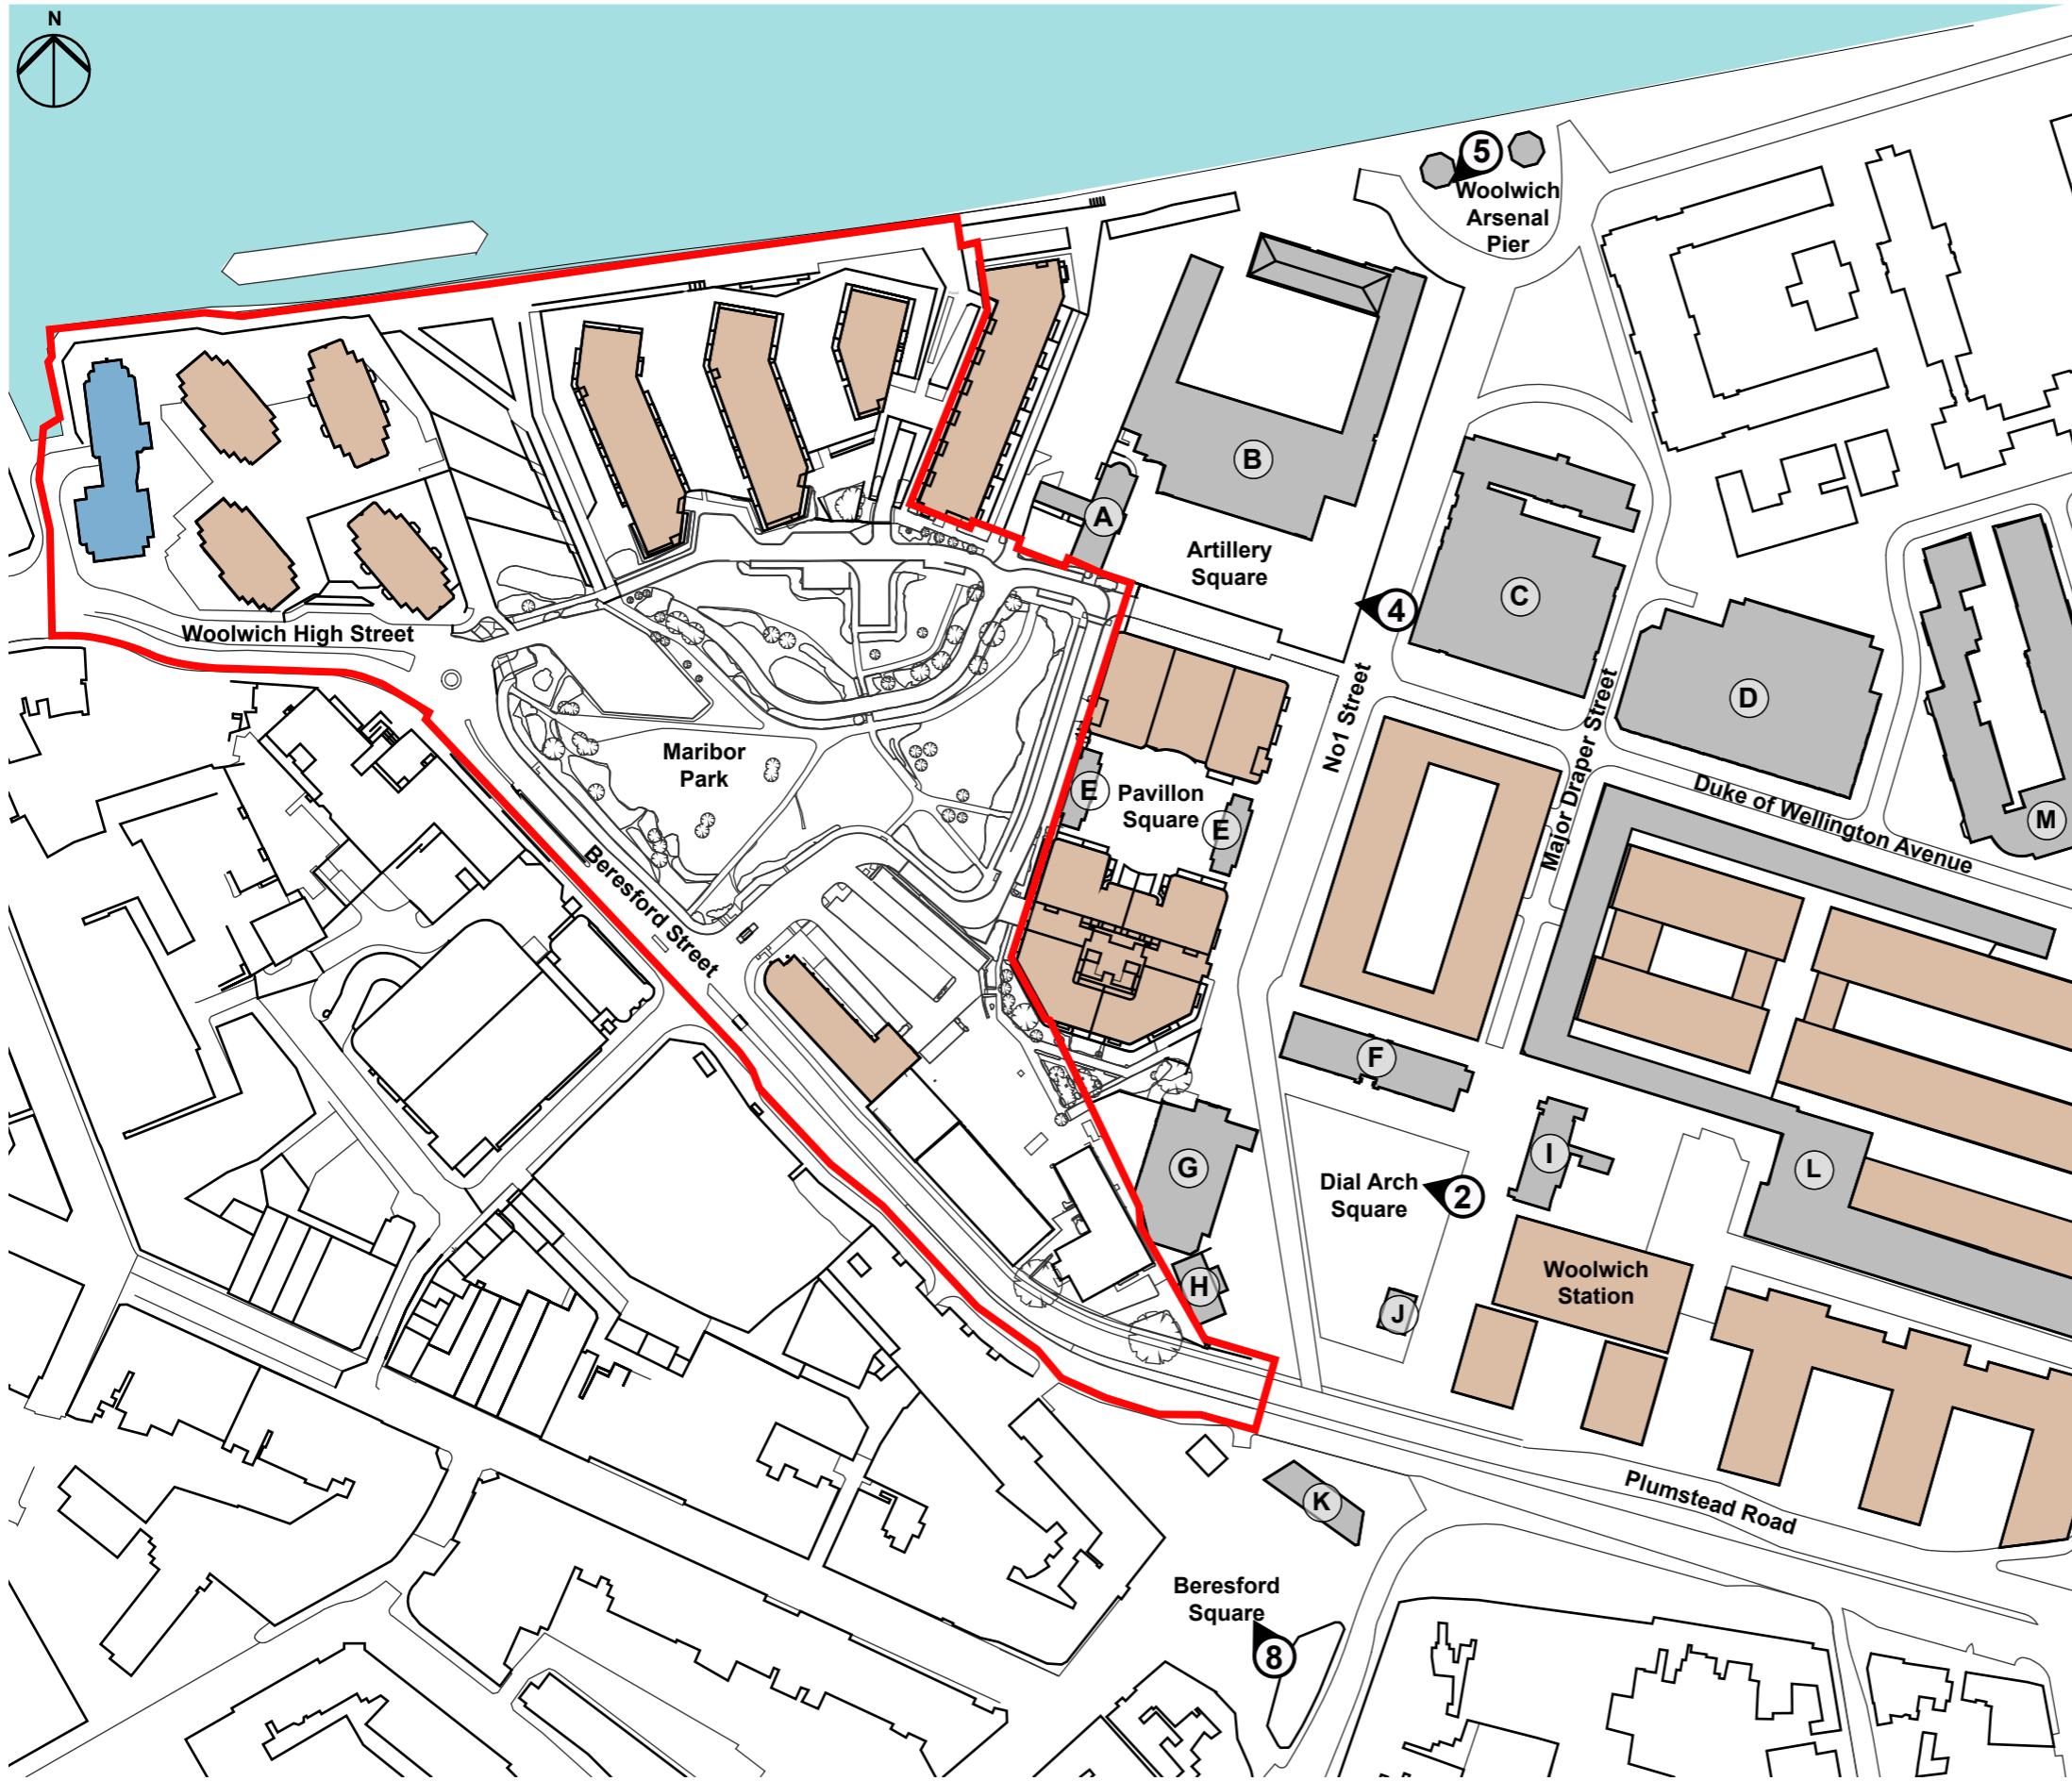 N
5
Woolwich
Arsenal
Pier
B
A
Artillery
Square
C
4
Woolwich High Street
No1 Street
Major Draper Street
D
Maribor
Park
E
Pavillon
Square
E
Duke of Wellington Avenue
M
Beresford Street
F
I
G
L
Dial Arch
Square
2
H
J
Woolwich
Station
K
Plumstead Road
Beresford
Square
8